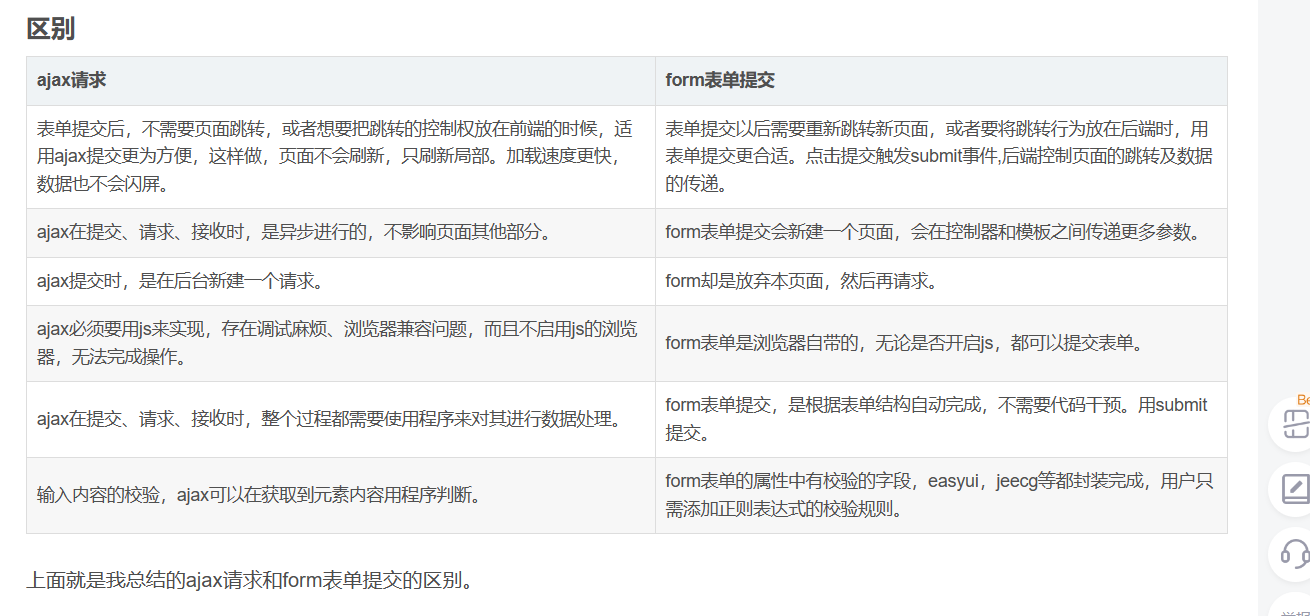 区别
ajax请求
form表单提交
表单提交后，不需要页面跳转，或者想要把跳转的控制权放在前端的时候，适
用ajax提交更为方便，这样做，页面不会刷新，只刷新局部。加载速度更快，
数据也不会闪屏。
表单提交以后需要重新跳转新页面，或者要将跳转行为放在后端时，用
表单提交更合适。点击提交触发submit事件,后端控制页面的跳转及数据
的传递。
ajax在提交、请求、接收时，是异步进行的，不影响页面其他部分。
form表单提交会新建一个页面，会在控制器和模板之间传递更多参数。
ajax提交时，是在后台新建一个请求。
form却是放弃本页面，然后再请求。
ajax必须要用js来实现，存在调试麻烦、浏览器兼容问题，而且不启用js的浏览
器，无法完成操作。
form表单是浏览器自带的，无论是否开启js，都可以提交表单。
ajax在提交、请求、接收时，整个过程都需要使用程序来对其进行数据处理。
form表单提交，是根据表单结构自动完成，不需要代码干预。用submit
提交。
输入内容的校验，ajax可以在获取到元素内容用程序判断。
form表单的属性中有校验的字段，easyui，jeecg等都封装完成，用户只
需添加正则表达式的校验规则。
上面就是我总结的ajax请求和form表单提交的区别。